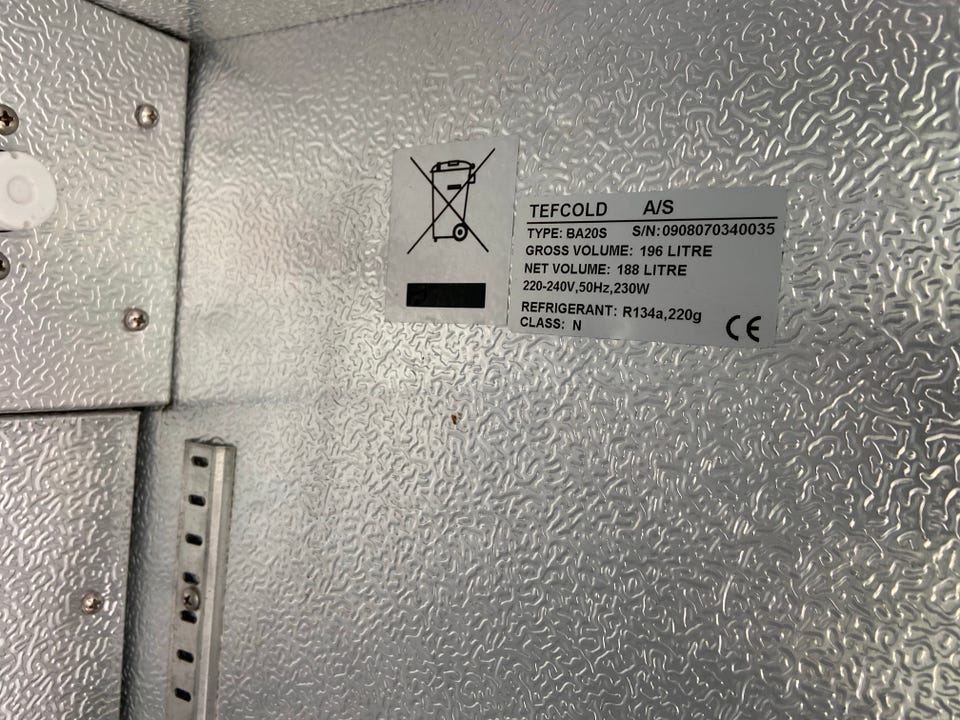 TEFCOLD A/S
TYPE: BA20S S/N:0908070340035
GROSS VOLUME: 196 LITRE
NET VOLUME: 188 LITRE
220-240V,50Hz,230W
REFRIGERANT: R134a,220g
CLASS: N
CE